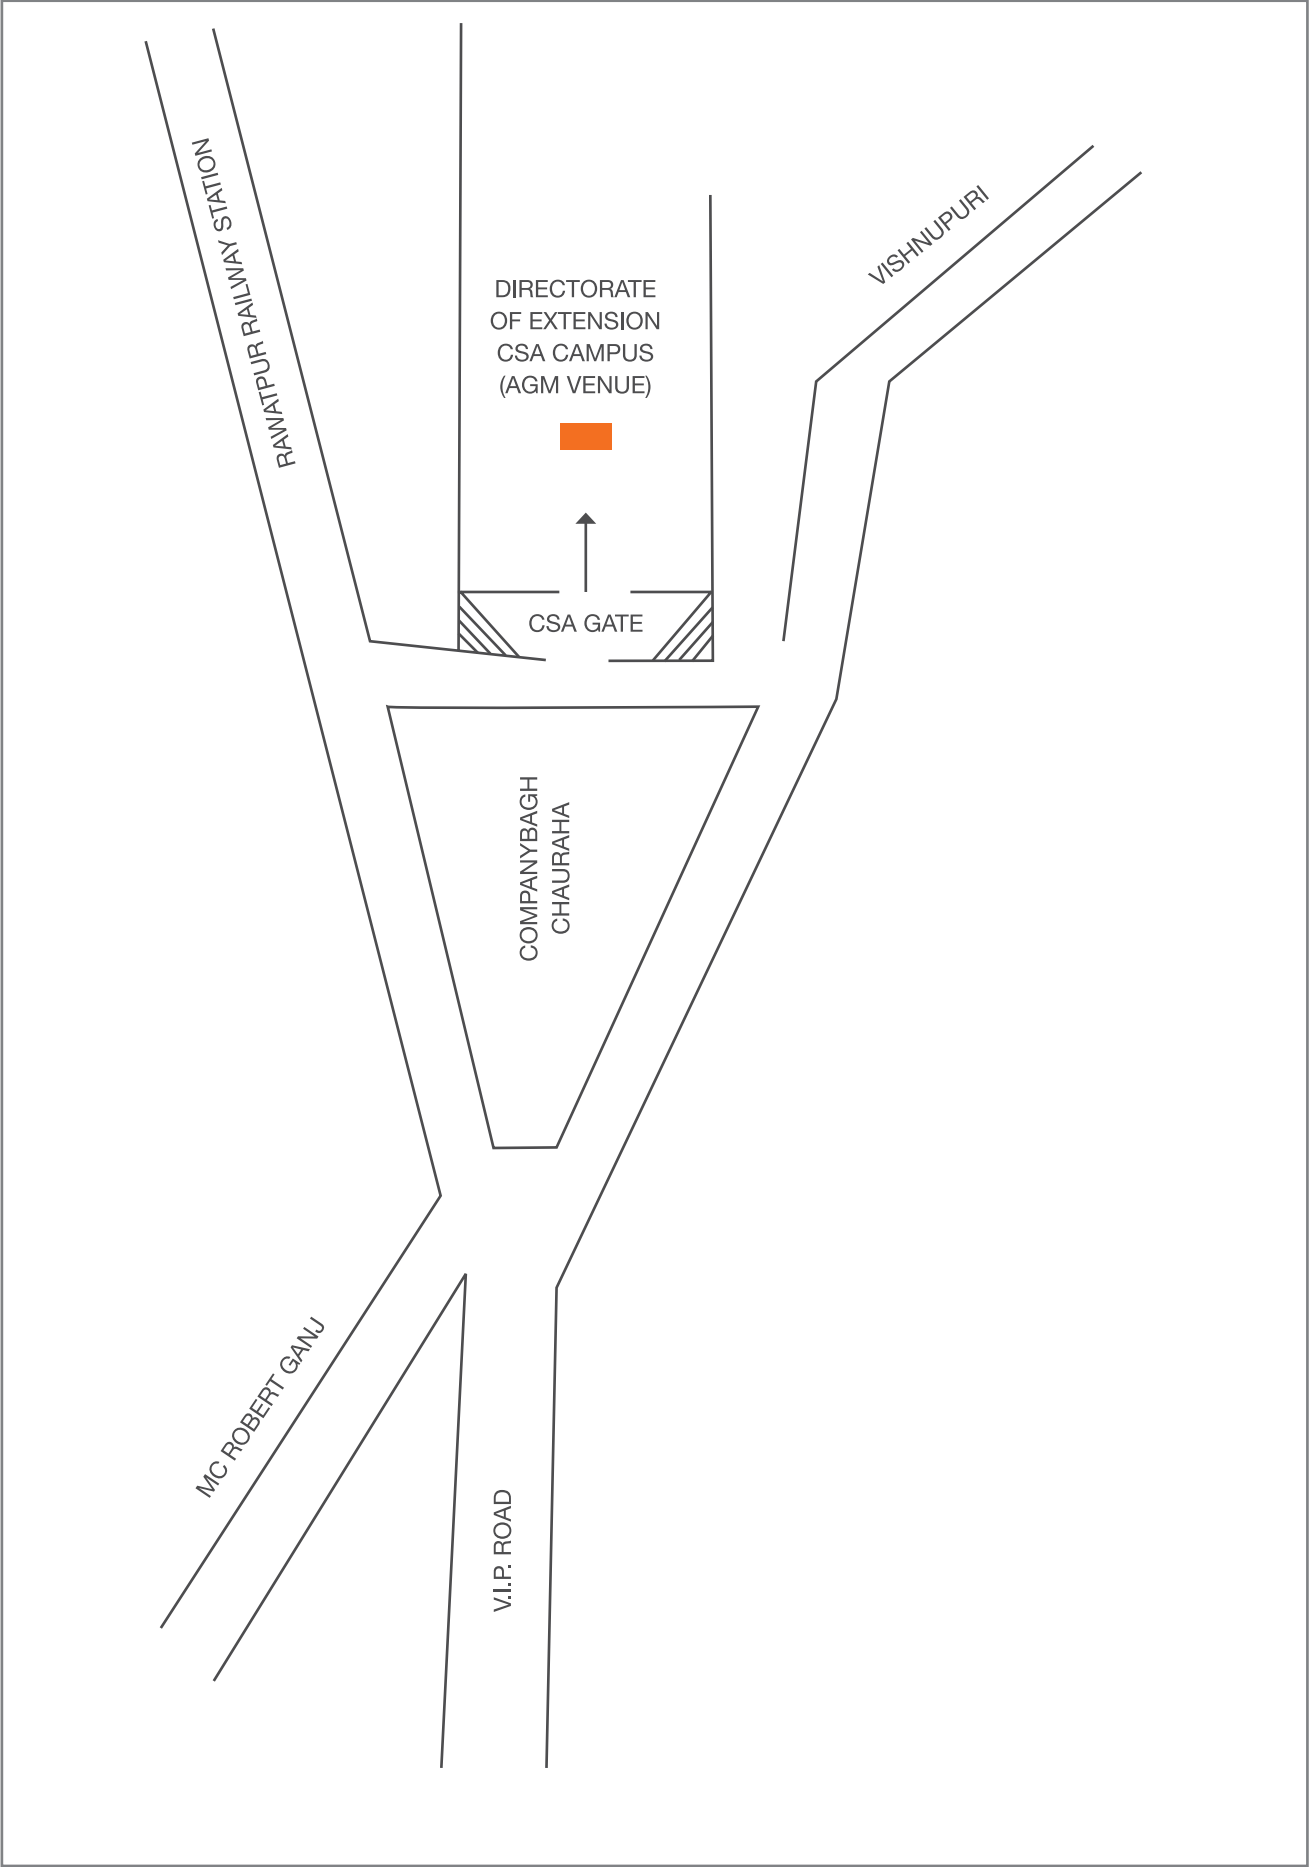 RAWATPUR RAILWAY STATION
VISHNUPURI
DIRECTORATE
OF EXTENSION
CSA CAMPUS
(AGM VENUE)
CSA GATE
COMPANYBAGH
CHAURAHA
MC ROBERT GANJ
V.I.P. ROAD